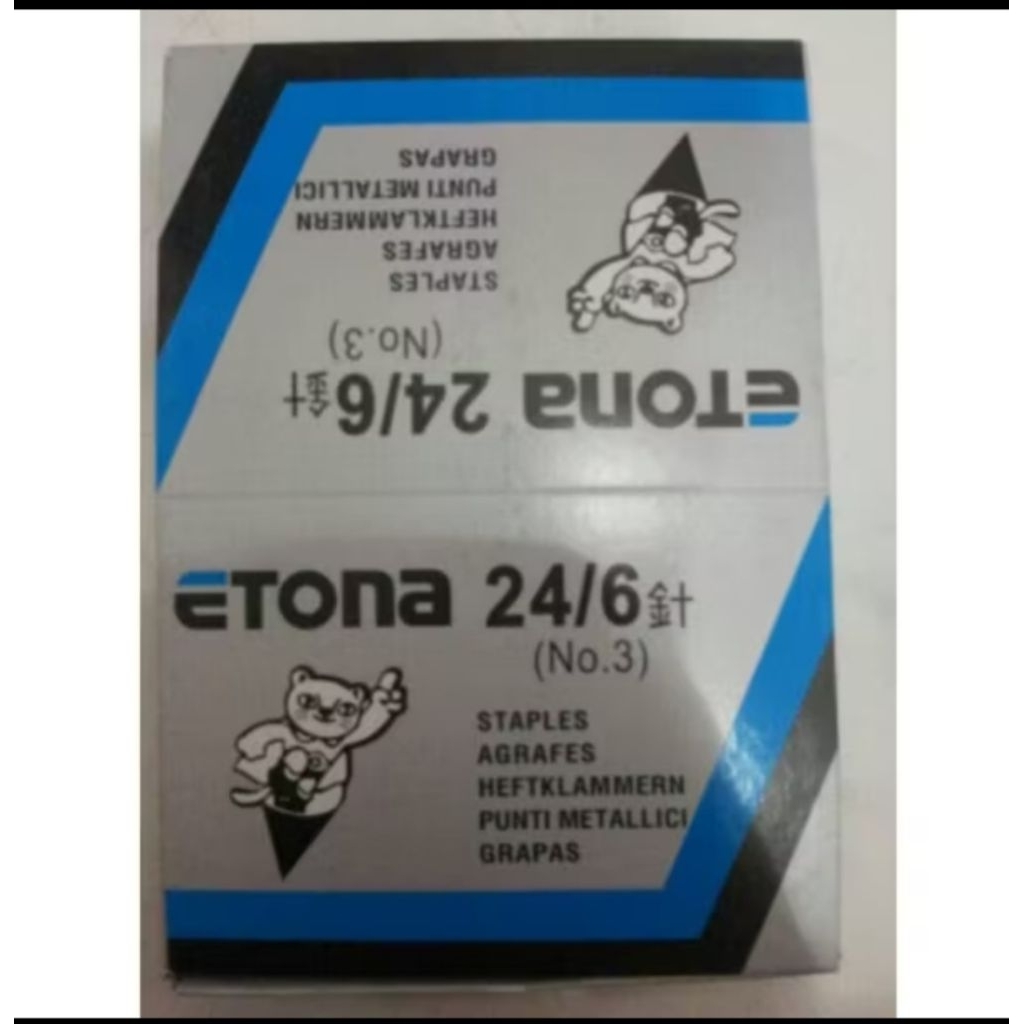 GRAPAS
PUNTI METALLICI
HEFTKLAMMERN
AGRAFES
STAPLES
(No.3)
ETONA 24/6針
ETONA 24/6針
(No.3)
STAPLES
AGRAFES
HEFTKLAMMERN
PUNTI METALLICI
GRAPAS